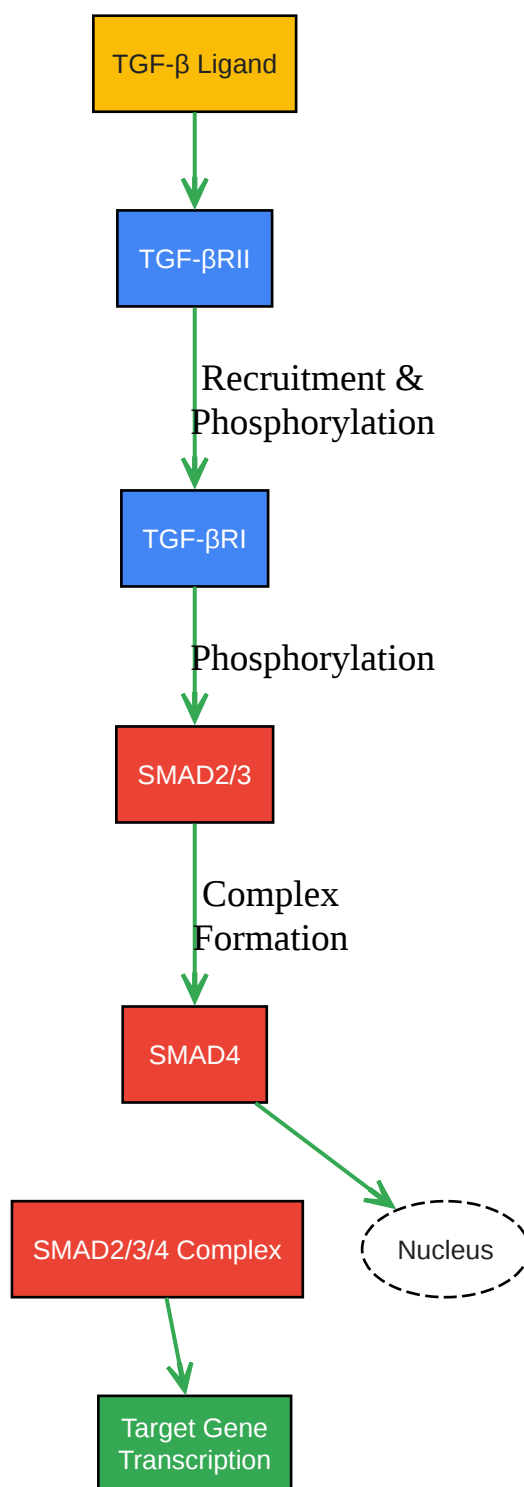 TGF-β Ligand
TGF-βRII
Recruitment &
Phosphorylation
TGF-βRI
Phosphorylation
SMAD2/3
Complex
Formation
SMAD4
SMAD2/3/4 Complex
Nucleus
Target Gene
Transcription